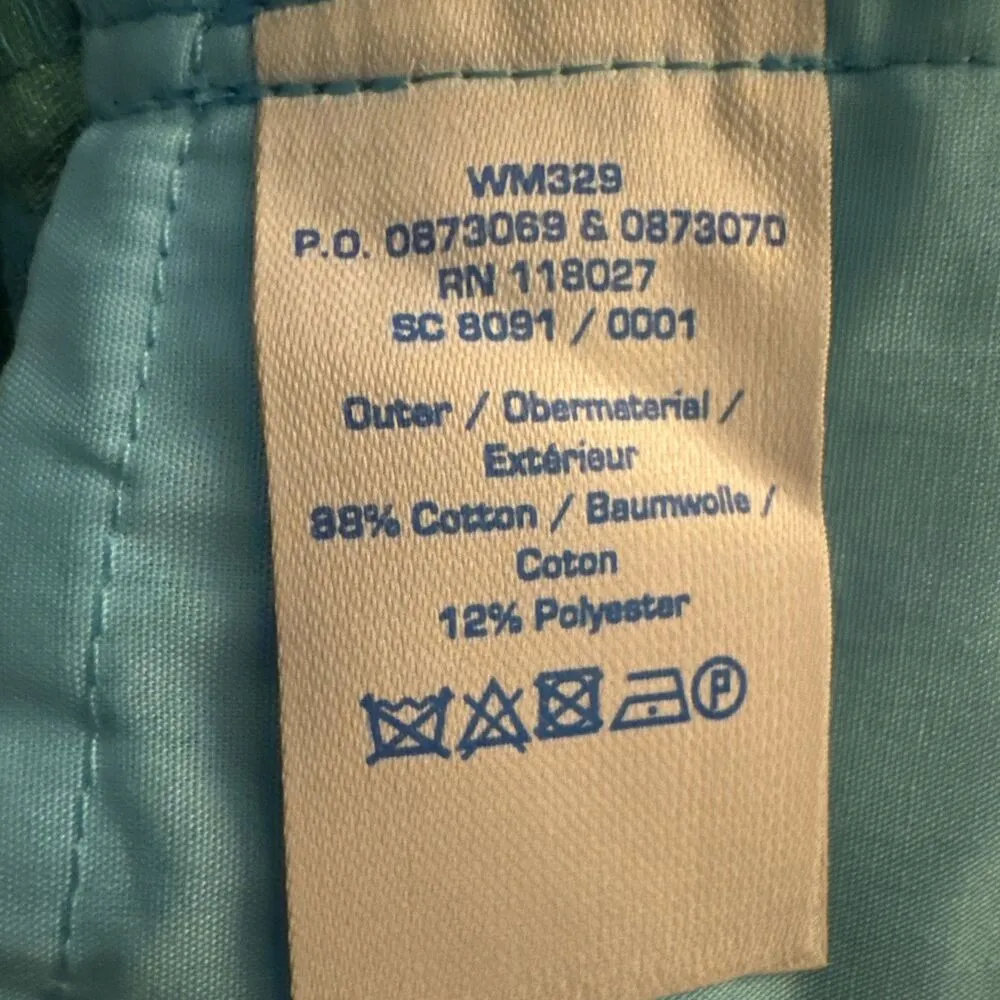 WM329
P.O. 0873069 & 0873070
RN 118027
SC 8091 / 0001
Outer / Obermaterial /
Extérieur
88% Cotton / Baumwolle /
Coton
12% Polyester
P